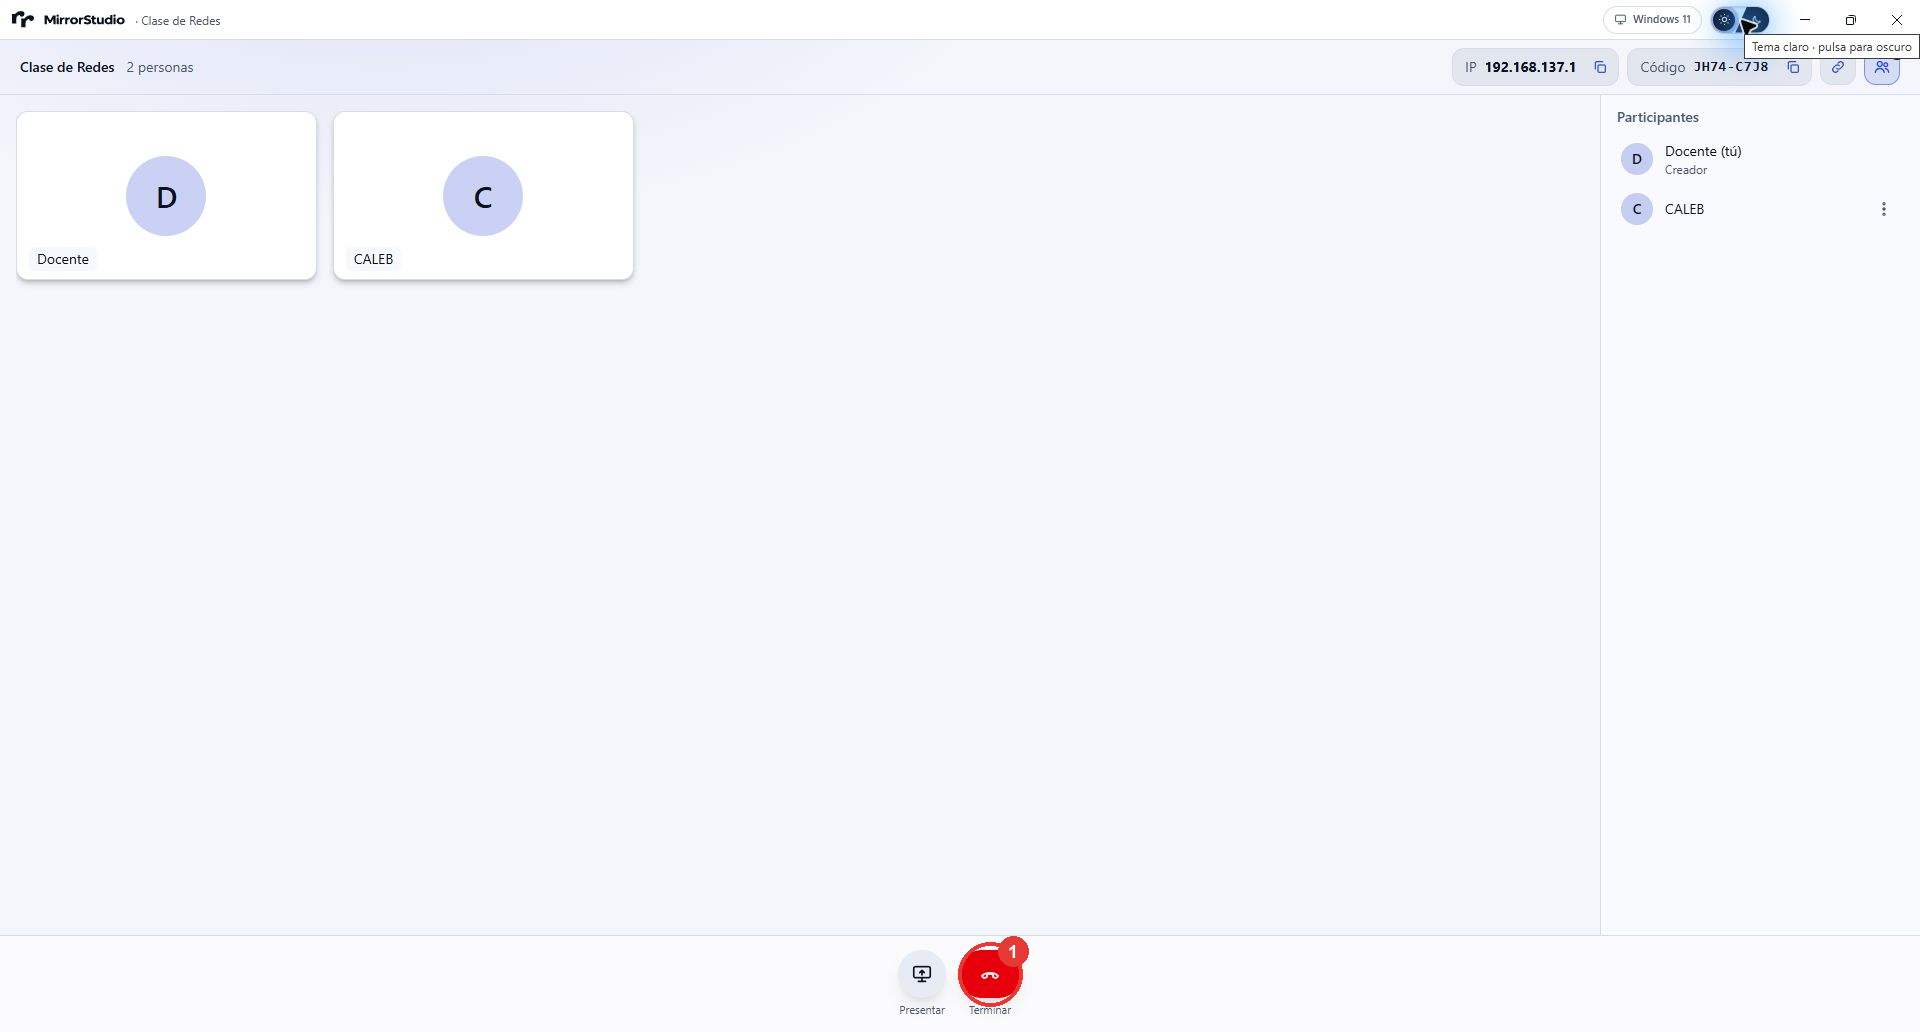 MirrorStudio · Clase de Redes
Windows 11
Tema claro · pulsa para oscuro
Clase de Redes 2 personas
IP 192.168.137.1
Código JH74-C7J8
D
Docente
C
CALEB
Participantes
D
Docente (tú)
Creador
C
CALEB
Presentar
1
Terminar